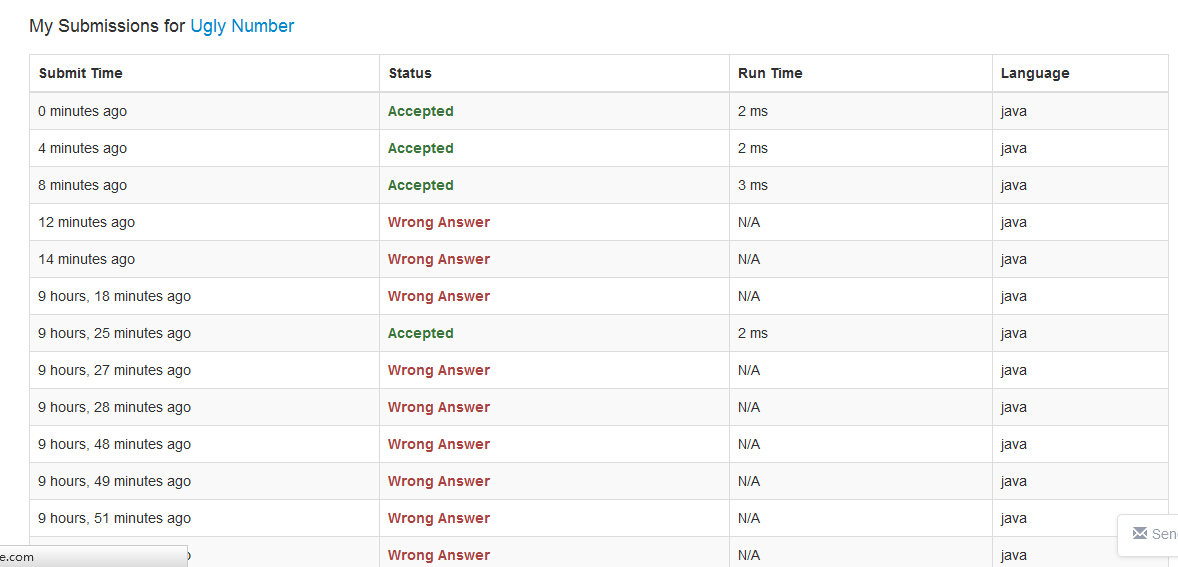 My Submissions for Ugly Number
Submit Time Status Run Time Language
0 minutes ago Accepted 2 ms java
4 minutes ago Accepted 2 ms java
8 minutes ago Accepted 3 ms java
12 minutes ago Wrong Answer N/A java
14 minutes ago Wrong Answer N/A java
9 hours, 18 minutes ago Wrong Answer N/A java
9 hours, 25 minutes ago Accepted 2 ms java
9 hours, 27 minutes ago Wrong Answer N/A java
9 hours, 28 minutes ago Wrong Answer N/A java
9 hours, 48 minutes ago Wrong Answer N/A java
9 hours, 49 minutes ago Wrong Answer N/A java
9 hours, 51 minutes ago Wrong Answer N/A java
Wrong Answer N/A java
e.com